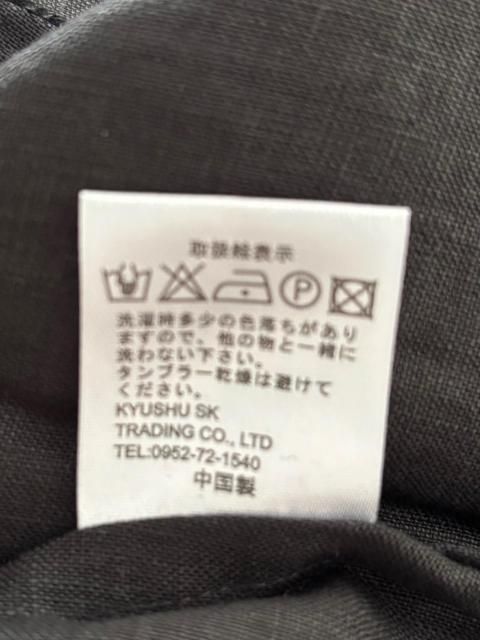 取扱絵表示
P
洗濯時多少の色落ちがあり
ますので、他の物と一緒に
洗わない下さい。
タンブラー乾燥は避けて
ください。
KYUSHU SK
TRADING CO., LTD
TEL:0952-72-1540
中国製